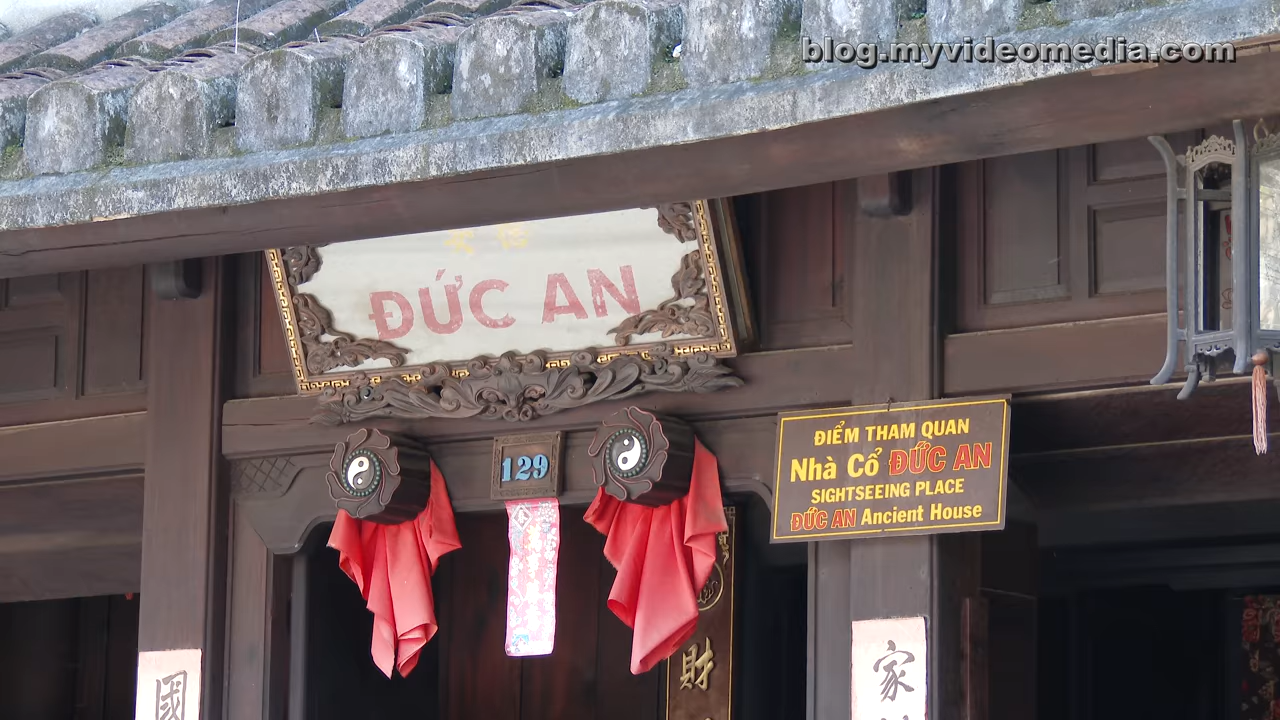 blog.myvideomedia.com
ĐỨC AN
129
ĐIỂM THAM QUAN
Nhà Cổ ĐỨC AN
SIGHTSEEING PLACE
ĐỨC AN Ancient House
財
國
家